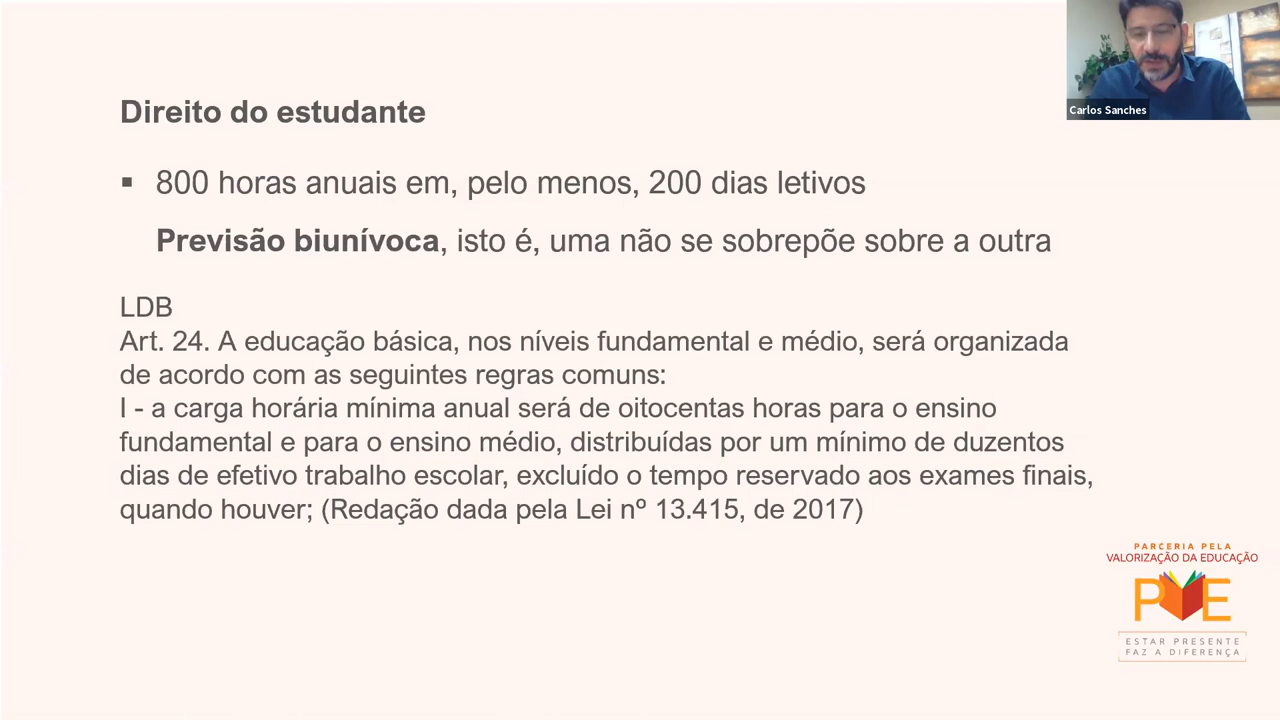 Carlos Sanches
Direito do estudante
▪ 800 horas anuais em, pelo menos, 200 dias letivos
Previsão biunívoca, isto é, uma não se sobrepõe sobre a outra
LDB
Art. 24. A educação básica, nos níveis fundamental e médio, será organizada
de acordo com as seguintes regras comuns:
I - a carga horária mínima anual será de oitocentas horas para o ensino
fundamental e para o ensino médio, distribuídas por um mínimo de duzentos
dias de efetivo trabalho escolar, excluído o tempo reservado aos exames finais,
quando houver; (Redação dada pela Lei nº 13.415, de 2017)
PARCERIA PELA
VALORIZAÇÃO DA EDUCAÇÃO
PVE
ESTAR PRESENTE
FAZ A DIFERENÇA